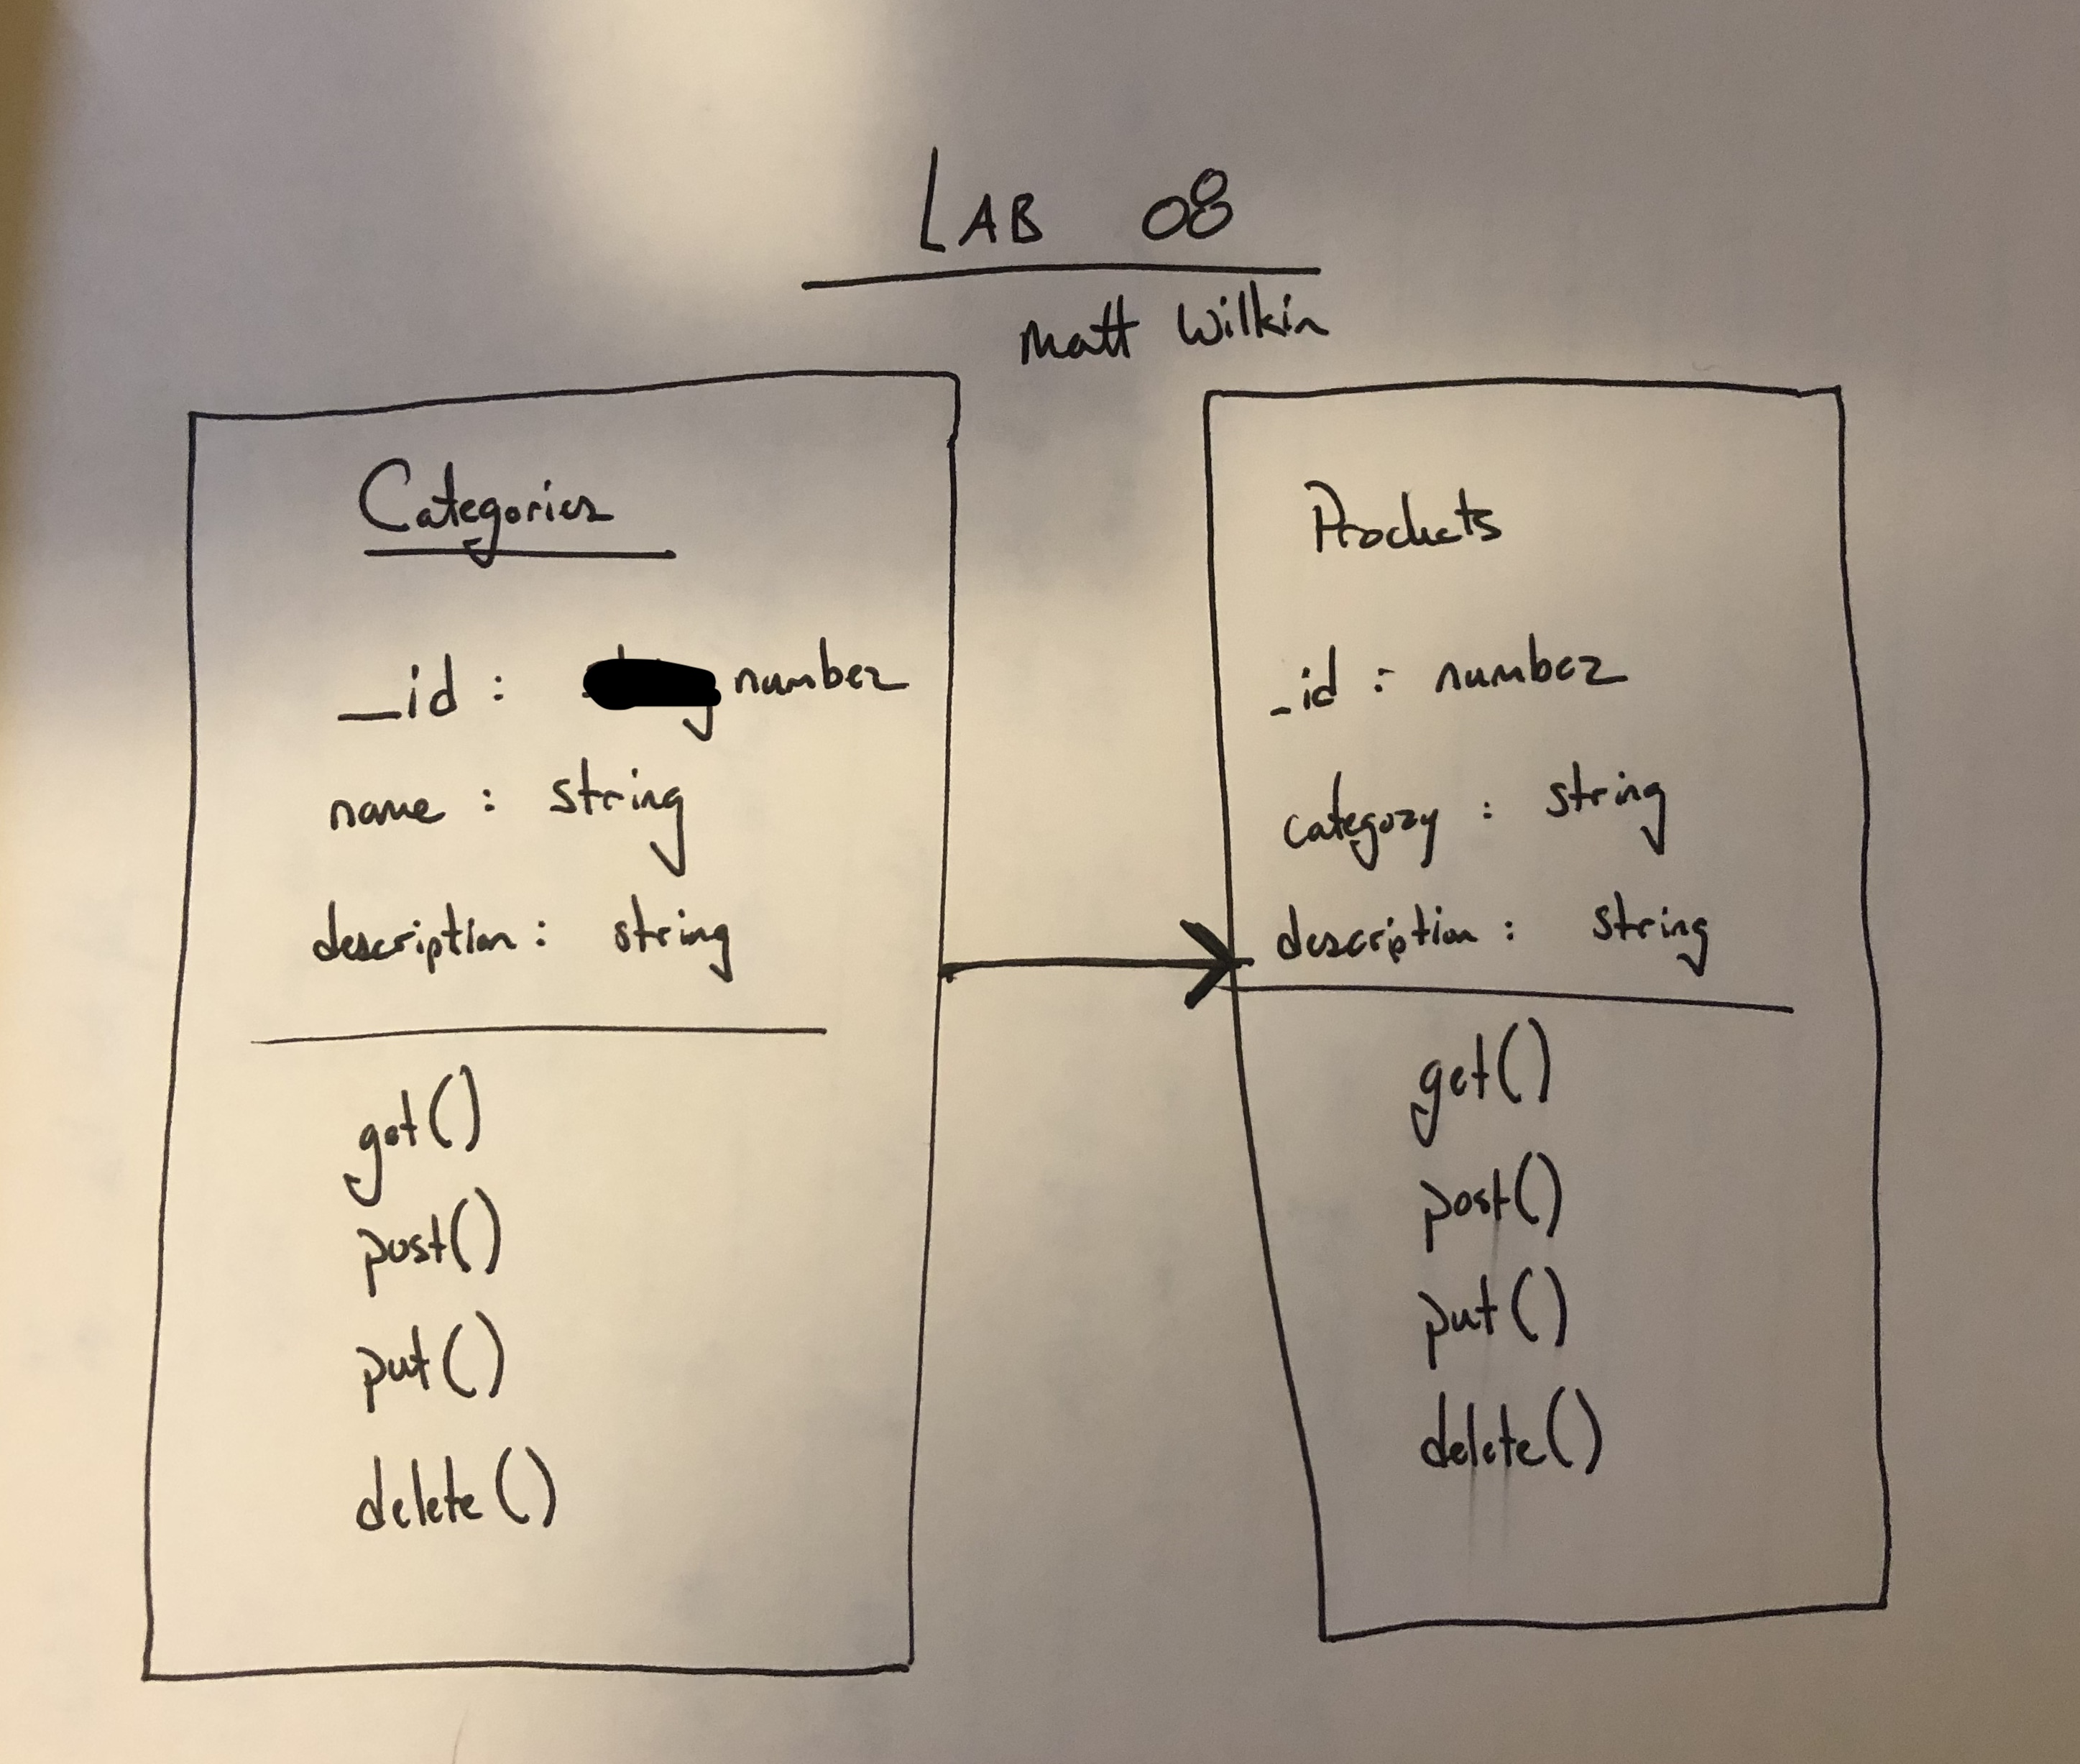 LAB 08
Matt Wilkin
Categories
_id : number
name : string
description : string
get()
post()
put()
delete()
Products
_id : number
category : string
description : string
get()
post()
put()
delete()